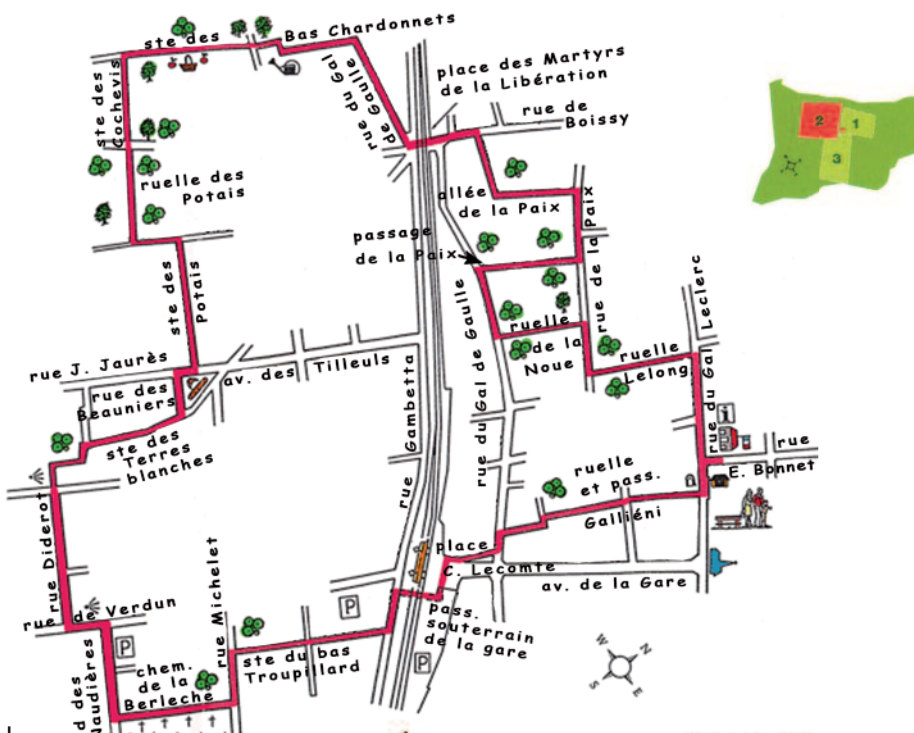 ste des
Bas Chardonnets
ste des
Cochevis
rue du Gal
de Gaulle
place des Martyrs
de la Libération
rue de
Boissy
2
1
3
ruelle des
Potais
allée
de la Paix
passage
de la Paix
rue de la Paix
ste des
Potais
rue du Gal de Gaulle
ruelle
de la
Noue
ruelle
Lelong
rue du Gal Leclerc
rue J. Jaurès
av. des Tilleuls
rue des
Beauniers
rue Gambetta
i
ste des
Terres
blanches
rue
E. Bonnet
ruelle
et pass.
Galliéni
rue Diderot
place
C. Lecomte
av. de la Gare
rue de Verdun
rue Michelet
P
P
P
pass.
souterrain
de la gare
ste du bas
Troupillard
chem.
de la
Berleche
d des
Naudières
W
N
S
E